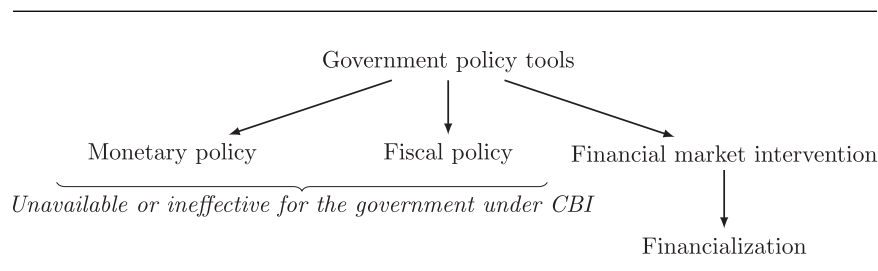 Government policy tools
Monetary policy
Fiscal policy
Financial market intervention
Unavailable or ineffective for the government under CBI
Financialization